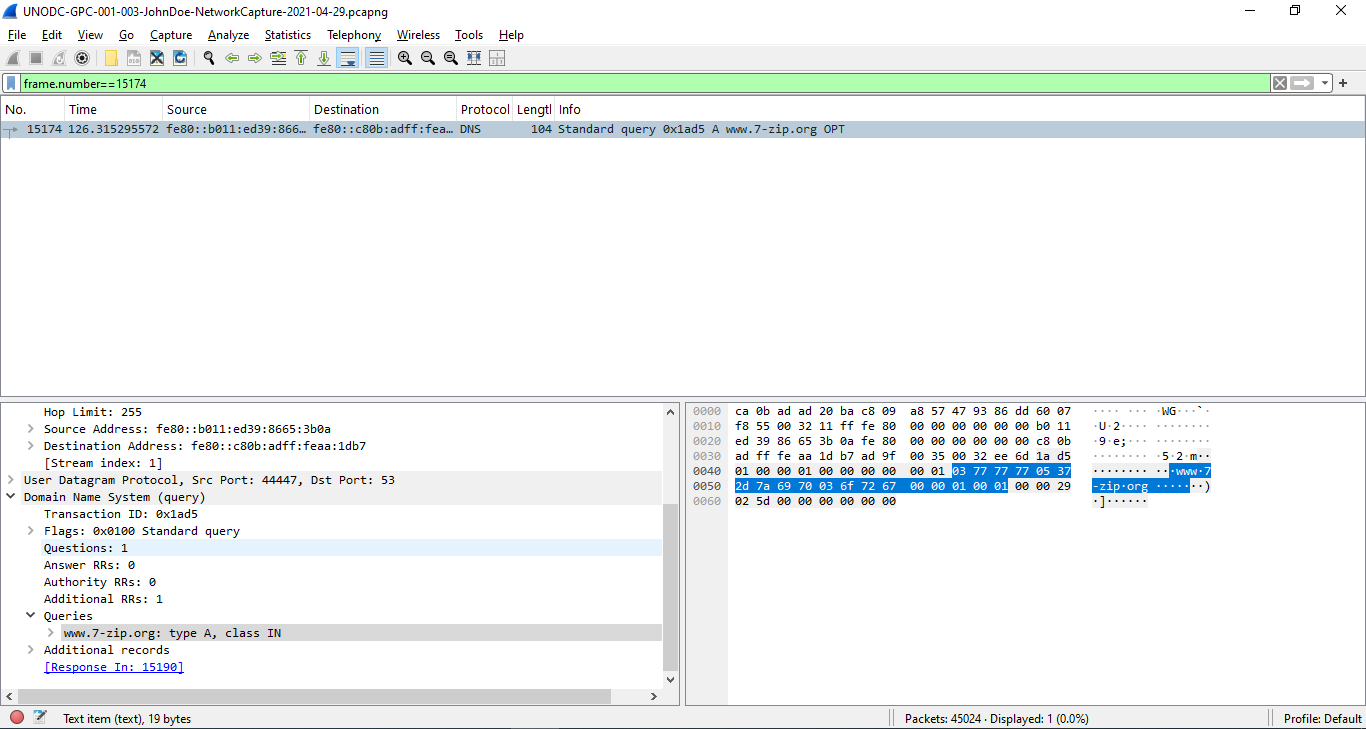 UNODC-GPC-001-003-JohnDoe-NetworkCapture-2021-04-29.pcapng
File Edit View Go Capture Analyze Statistics Telephony Wireless Tools Help
frame.number==15174
No. Time Source Destination Protocol Lengtl Info
15174 126.315295572 fe80::b011:ed39:866… fe80::c80b:adff:fea… DNS 104 Standard query 0x1ad5 A www.7-zip.org OPT
Hop Limit: 255
Source Address: fe80::b011:ed39:8665:3b0a
Destination Address: fe80::c80b:adff:feaa:1db7
[Stream index: 1]
User Datagram Protocol, Src Port: 44447, Dst Port: 53
Domain Name System (query)
Transaction ID: 0x1ad5
Flags: 0x0100 Standard query
Questions: 1
Answer RRs: 0
Authority RRs: 0
Additional RRs: 1
Queries
www.7-zip.org: type A, class IN
Additional records
[Response In: 15190]
0000 ca 0b ad ad 20 ba c8 09 a8 57 47 93 86 dd 60 07 ···· ··· ·WG···`·
0010 f8 55 00 32 11 ff fe 80 00 00 00 00 00 00 b0 11 ·U·2···· ········
0020 ed 39 86 65 3b 0a fe 80 00 00 00 00 00 00 c8 0b ·9·e;··· ········
0030 ad ff fe aa 1d b7 ad 9f 00 35 00 32 ee 6d 1a d5 ········ ·5·2·m··
0040 01 00 00 01 00 00 00 00 00 01 03 77 77 77 05 37 ········ ···www·7
0050 2d 7a 69 70 03 6f 72 67 00 00 01 00 01 00 00 29 -zip·org ·······)
0060 02 5d 00 00 00 00 00 00 ·]······
Text item (text), 19 bytes
Packets: 45024 · Displayed: 1 (0.0%)
Profile: Default